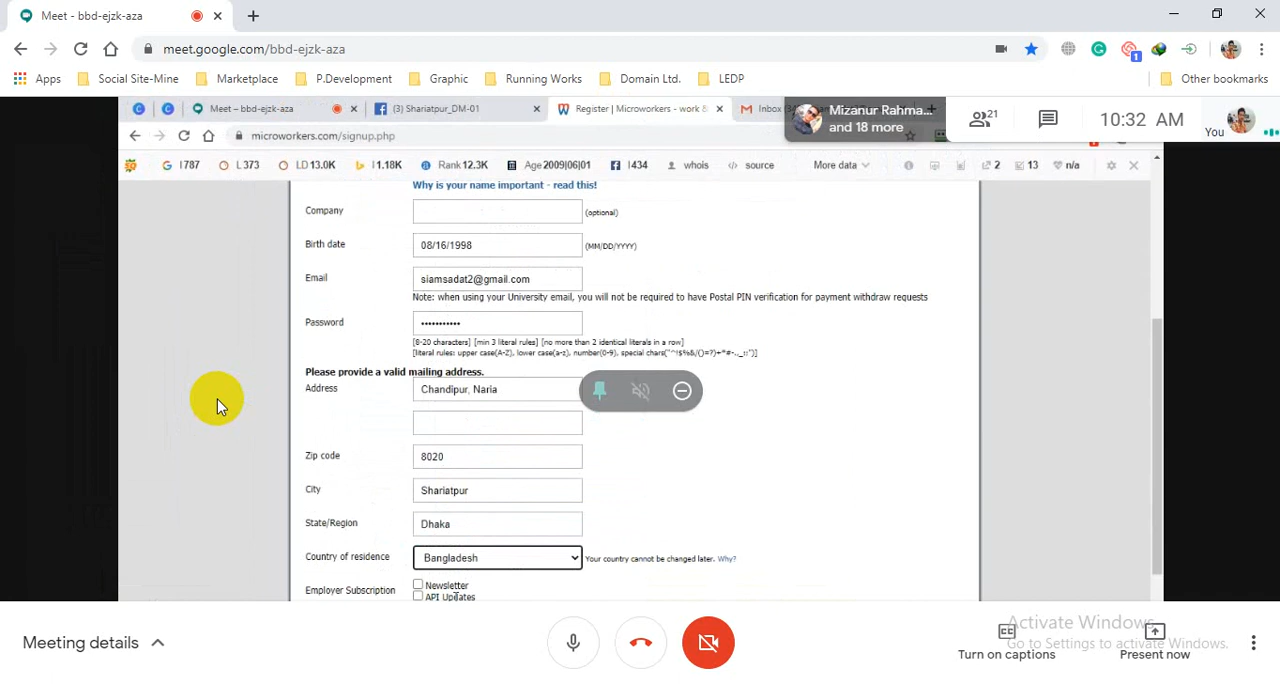 Meet - bbd-ejzk-aza
meet.google.com/bbd-ejzk-aza
1
Apps Social Site-Mine Marketplace P.Development Graphic Running Works Domain Ltd. LEDP Other bookmarks
Meet – bbd-ejzk-aza (3) Shariatpur_DM-01 Register | Microworkers - work &
Mizanur Rahma...
and 18 more
21
10:32 AM
You
microworkers.com/signup.php
I 787 L 373 LD 13.0K I 1.18K Rank 12.3K Age 2009|06|01 I 434 whois source More data 2 13 n/a
Why is your name important - read this!
Company (optional)
Birth date 08/16/1998 (MM/DD/YYYY)
Email siamsadat2@gmail.com
Note: when using your University email, you will not be required to have Postal PIN verification for payment withdraw requests
Password •••••••••••
[8-20 characters] [min 3 literal rules] [no more than 2 identical literals in a row]
Please provide a valid mailing address.
Address Chandipur, Naria
Zip code 8020
City Shariatpur
State/Region Dhaka
Country of residence Bangladesh Your country cannot be changed later. Why?
Employer Subscription Newsletter
API Updates
Meeting details
Activate Windows
Go to Settings to activate Windows.
Turn on captions
Present now